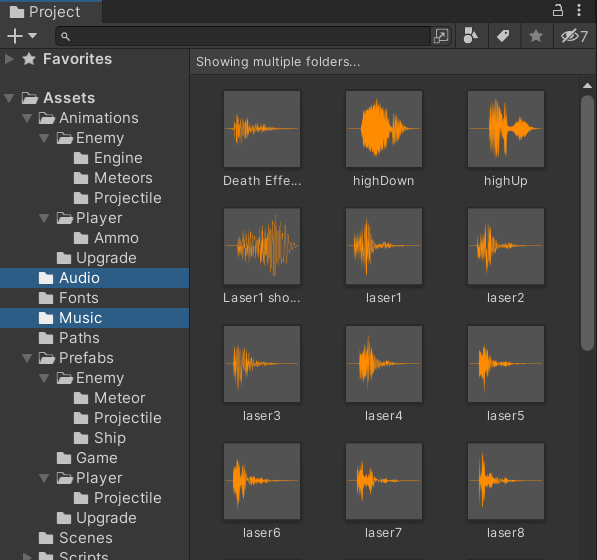 Project
7
Favorites
Showing multiple folders...
Assets
Animations
Enemy
Engine
Meteors
Projectile
Player
Ammo
Upgrade
Audio
Fonts
Music
Paths
Prefabs
Enemy
Meteor
Projectile
Ship
Game
Player
Projectile
Upgrade
Scenes
Scripts
Death Effe... highDown highUp
Laser1 sho... laser1 laser2
laser3 laser4 laser5
laser6 laser7 laser8